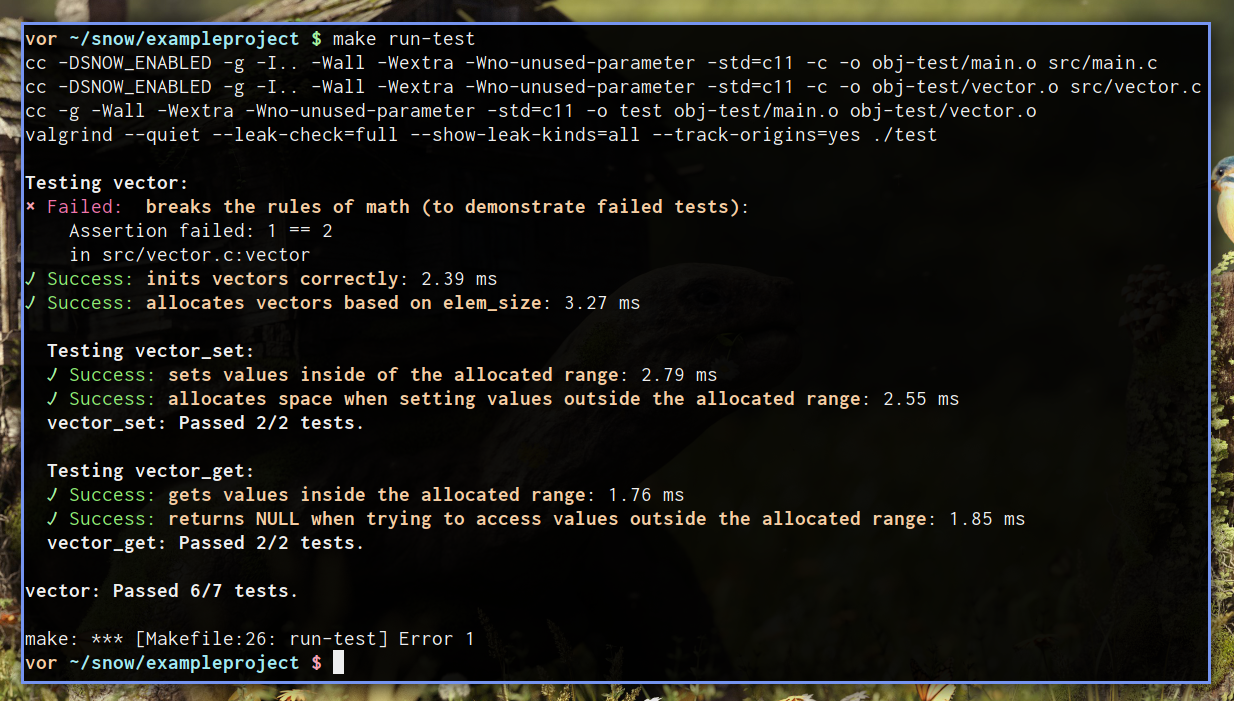 vor ~/snow/exampleproject $ make run-test
cc -DSNOW_ENABLED -g -I.. -Wall -Wextra -Wno-unused-parameter -std=c11 -c -o obj-test/main.o src/main.c
cc -DSNOW_ENABLED -g -I.. -Wall -Wextra -Wno-unused-parameter -std=c11 -c -o obj-test/vector.o src/vector.c
cc -g -Wall -Wextra -Wno-unused-parameter -std=c11 -o test obj-test/main.o obj-test/vector.o
valgrind --quiet --leak-check=full --show-leak-kinds=all --track-origins=yes ./test
Testing vector:
✕ Failed:  breaks the rules of math (to demonstrate failed tests):
Assertion failed: 1 == 2
in src/vector.c:vector
✓ Success: inits vectors correctly: 2.39 ms
✓ Success: allocates vectors based on elem_size: 3.27 ms
Testing vector_set:
✓ Success: sets values inside of the allocated range: 2.79 ms
✓ Success: allocates space when setting values outside the allocated range: 2.55 ms
vector_set: Passed 2/2 tests.
Testing vector_get:
✓ Success: gets values inside the allocated range: 1.76 ms
✓ Success: returns NULL when trying to access values outside the allocated range: 1.85 ms
vector_get: Passed 2/2 tests.
vector: Passed 6/7 tests.
make: *** [Makefile:26: run-test] Error 1
vor ~/snow/exampleproject $